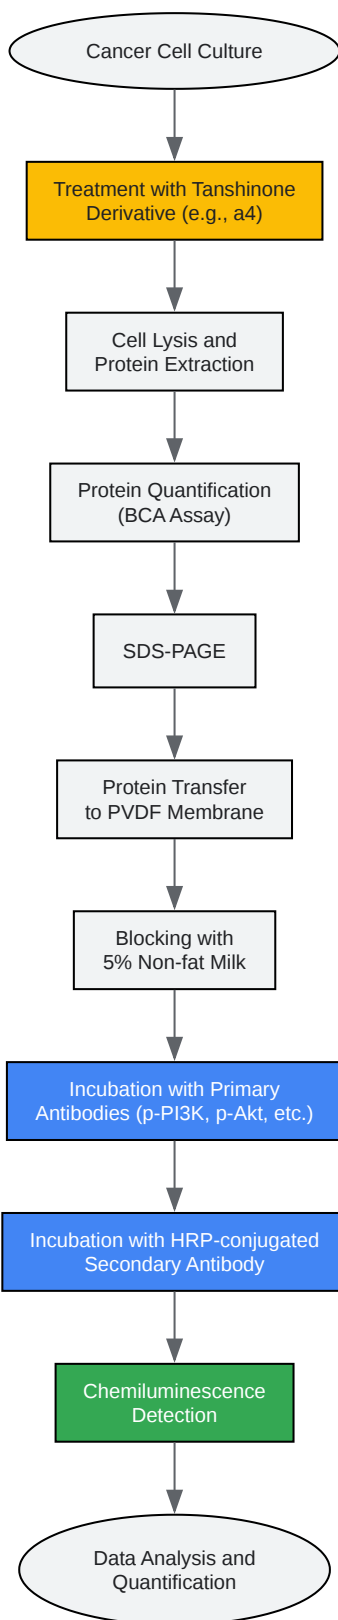 Cancer Cell Culture
Treatment with Tanshinone
Derivative (e.g., a4)
Cell Lysis and
Protein Extraction
Protein Quantification
(BCA Assay)
SDS-PAGE
Protein Transfer
to PVDF Membrane
Blocking with
5% Non-fat Milk
Incubation with Primary
Antibodies (p-PI3K, p-Akt, etc.)
Incubation with HRP-conjugated
Secondary Antibody
Chemiluminescence
Detection
Data Analysis and
Quantification